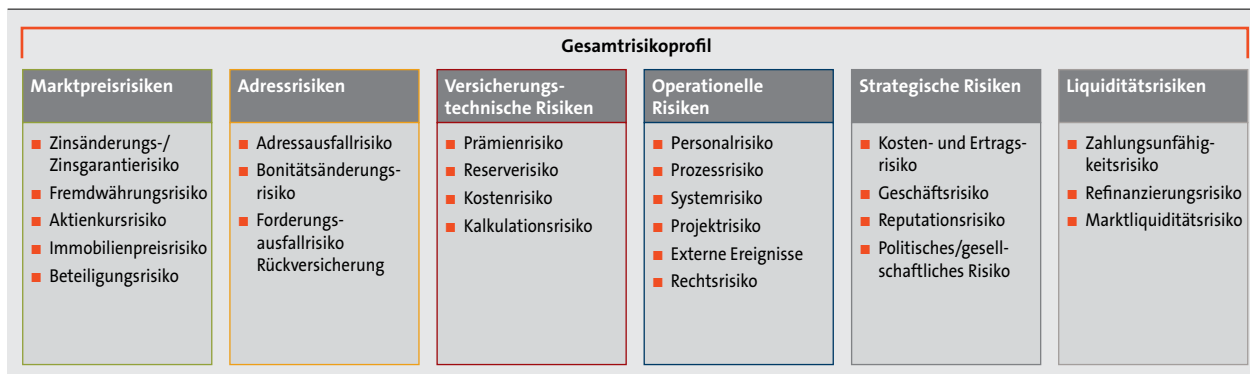 Gesamtrisikoprofil
Marktpreisrisiken
Zinsänderungs-/
Zinsgarantierisiko
Fremdwährungsrisiko
Aktienkursrisiko
Immobilienpreisrisiko
Beteiligungsrisiko
Adressrisiken
Adressausfallrisiko
Bonitätsänderungs-
risiko
Forderungs-
ausfallrisiko
Rückversicherung
Versicherungs-
technische Risiken
Prämienrisiko
Reserverisiko
Kostenrisiko
Kalkulationsrisiko
Operationelle
Risiken
Personalrisiko
Prozessrisiko
Systemrisiko
Projektrisiko
Externe Ereignisse
Rechtsrisiko
Strategische Risiken
Kosten- und Ertrags-
risiko
Geschäftsrisiko
Reputationsrisiko
Politisches/gesell-
schaftliches Risiko
Liquiditätsrisiken
Zahlungsunfähig-
keitsrisiko
Refinanzierungsrisiko
Marktliquiditätsrisiko